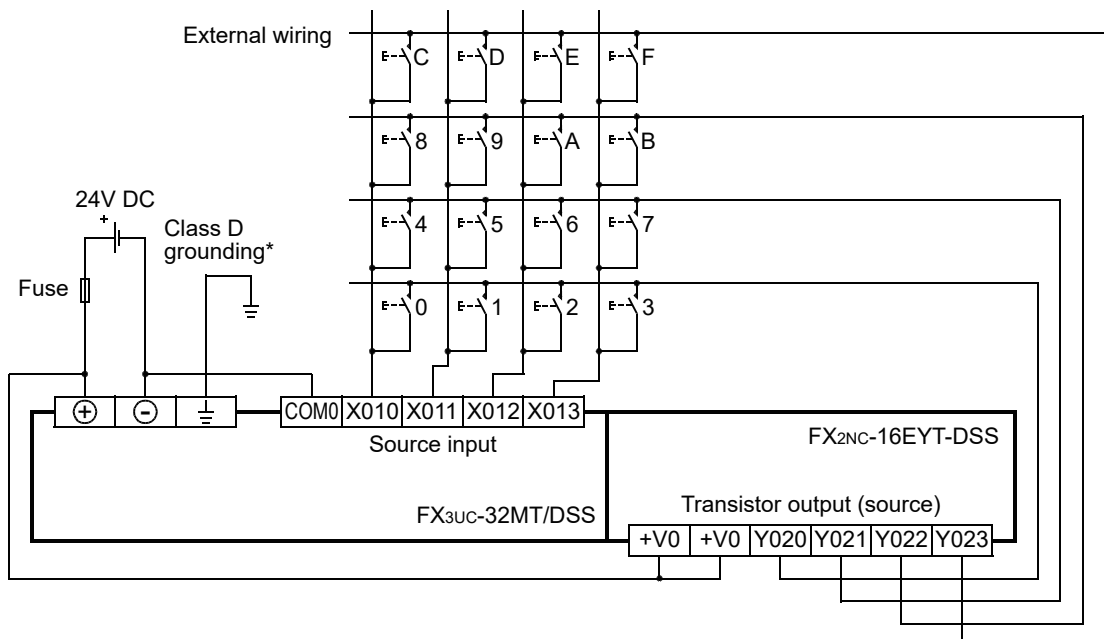 External wiring
C D E F
8 9 A B
24V DC
+
Class D
grounding*
4 5 6 7
Fuse
0 1 2 3
+ - COM0 X010 X011 X012 X013
Source input
FX2NC-16EYT-DSS
Transistor output (source)
FX3UC-32MT/DSS
+V0 +V0 Y020 Y021 Y022 Y023